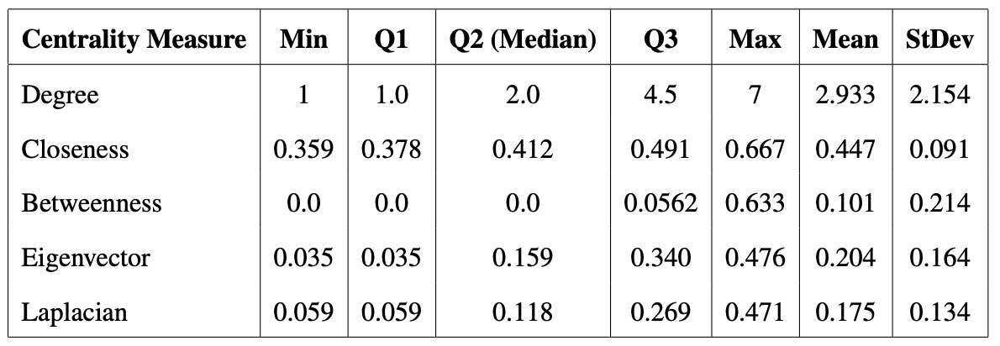 Centrality Measure Min Q1 Q2 (Median) Q3 Max Mean StDev
Degree 1 1.0 2.0 4.5 7 2.933 2.154
Closeness 0.359 0.378 0.412 0.491 0.667 0.447 0.091
Betweenness 0.0 0.0 0.0 0.0562 0.633 0.101 0.214
Eigenvector 0.035 0.035 0.159 0.340 0.476 0.204 0.164
Laplacian 0.059 0.059 0.118 0.269 0.471 0.175 0.134